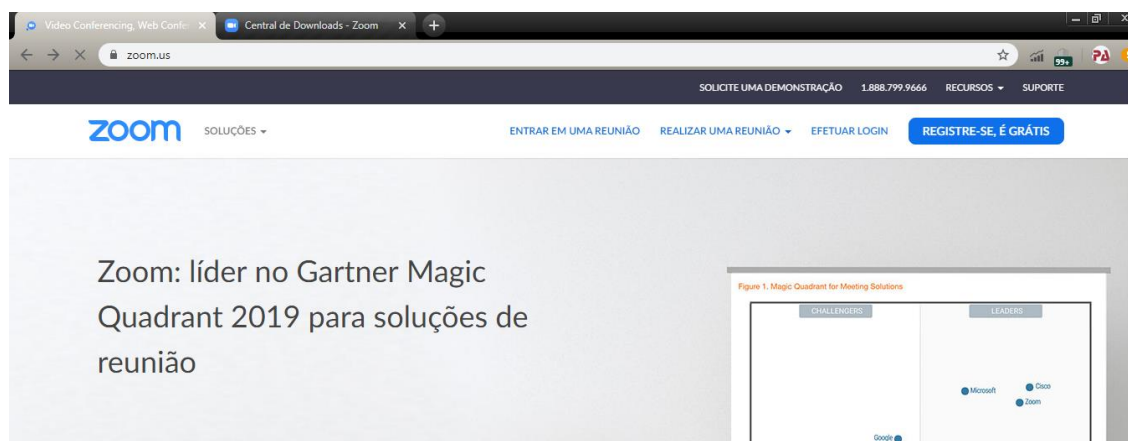 Video Conferencing, Web Confe
Central de Downloads - Zoom
zoom.us
99+
SOLICITE UMA DEMONSTRAÇÃO 1.888.799.9666 RECURSOS SUPORTE
zoom SOLUÇÕES ENTRAR EM UMA REUNIÃO REALIZAR UMA REUNIÃO EFETUAR LOGIN REGISTRE-SE, É GRÁTIS
Zoom: líder no Gartner Magic
Quadrant 2019 para soluções de
reunião
Figure 1. Magic Quadrant for Meeting Solutions
CHALLENGERS LEADERS
Microsoft Cisco
Zoom
Google